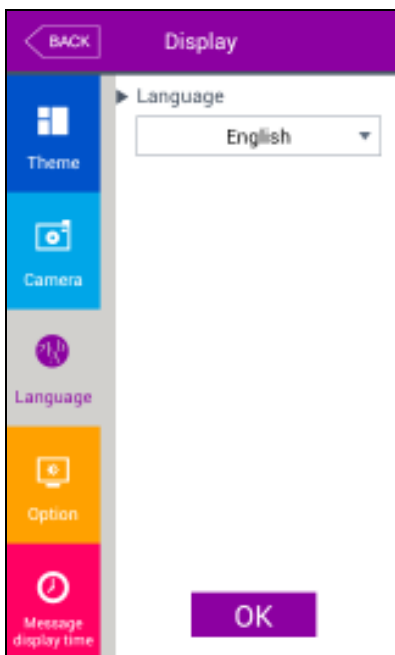 BACK
Display
Theme
Camera
Language
Option
Message
display time
Language
English
OK